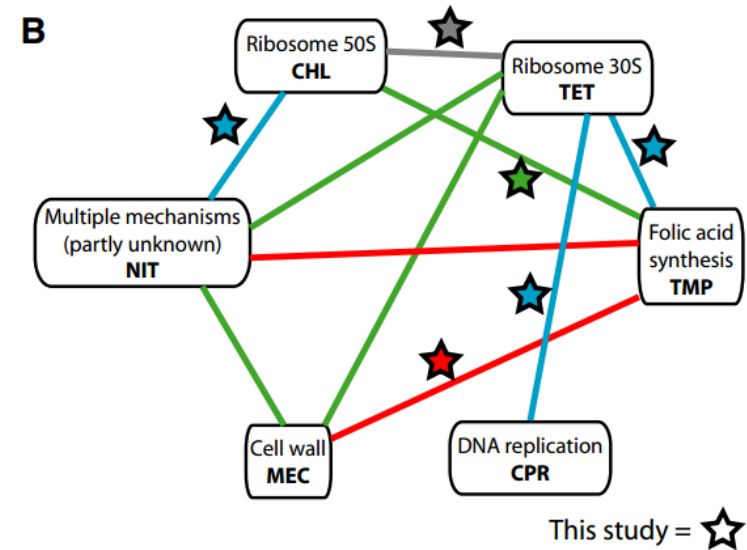 B
Ribosome 50S
CHL
Ribosome 30S
TET
Multiple mechanisms
(partly unknown)
NIT
Folic acid
synthesis
TMP
Cell wall
MEC
DNA replication
CPR
This study =